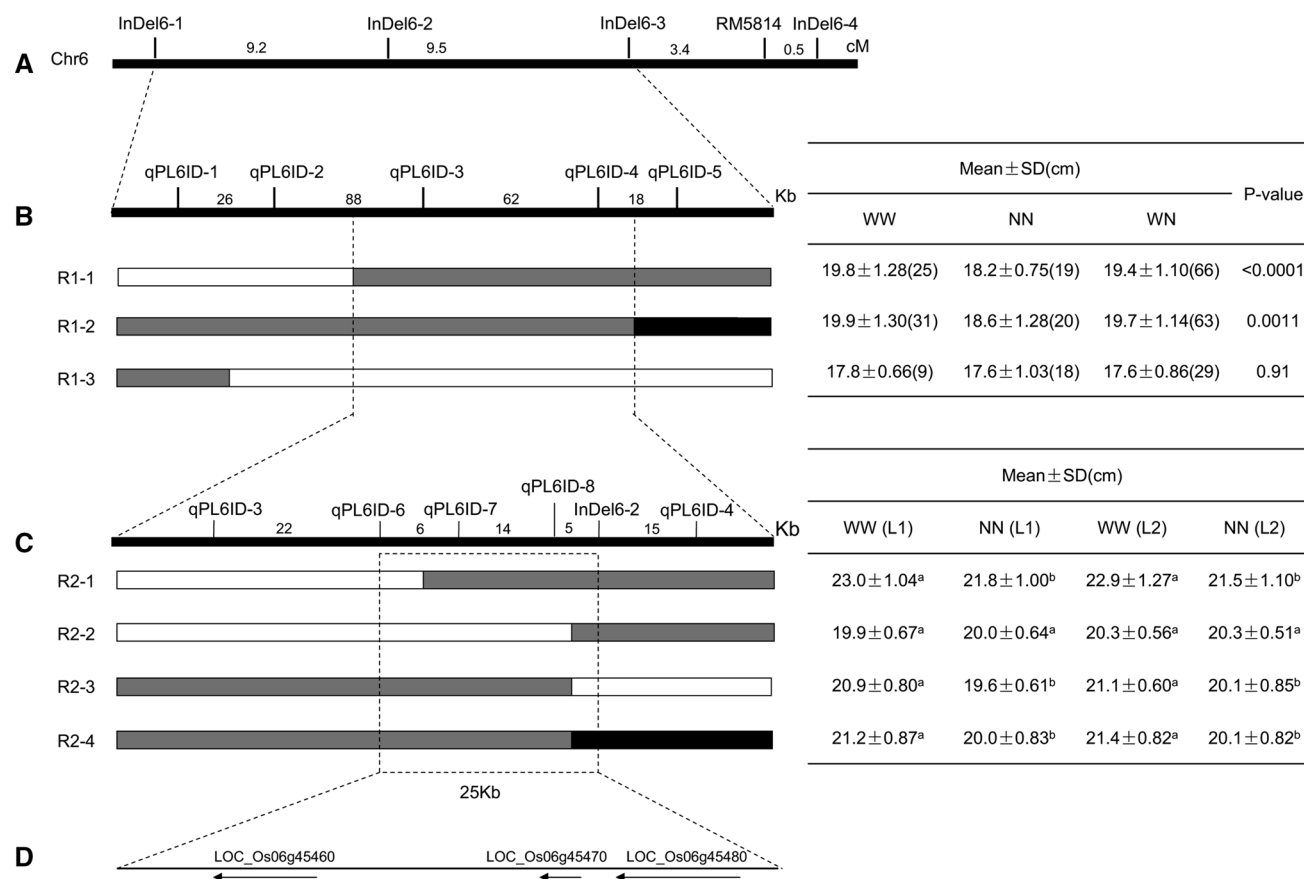 InDel6-1 InDel6-2 InDel6-3 RM5814 InDel6-4
A Chr6 9.2 9.5 3.4 0.5 cM
qPL6ID-1 qPL6ID-2 qPL6ID-3 qPL6ID-4 qPL6ID-5
B 26 88 62 18 Kb
Mean±SD(cm) P-value
WW NN WN
R1-1 19.8±1.28(25) 18.2±0.75(19) 19.4±1.10(66) <0.0001
R1-2 19.9±1.30(31) 18.6±1.28(20) 19.7±1.14(63) 0.0011
R1-3 17.8±0.66(9) 17.6±1.03(18) 17.6±0.86(29) 0.91
qPL6ID-8
qPL6ID-3 qPL6ID-6 qPL6ID-7 InDel6-2 qPL6ID-4
C 22 6 14 5 15 Kb
Mean±SD(cm)
WW (L1) NN (L1) WW (L2) NN (L2)
R2-1 23.0±1.04ᵃ 21.8±1.00ᵇ 22.9±1.27ᵃ 21.5±1.10ᵇ
R2-2 19.9±0.67ᵃ 20.0±0.64ᵃ 20.3±0.56ᵃ 20.3±0.51ᵃ
R2-3 20.9±0.80ᵃ 19.6±0.61ᵇ 21.1±0.60ᵃ 20.1±0.85ᵇ
R2-4 21.2±0.87ᵃ 20.0±0.83ᵇ 21.4±0.82ᵃ 20.1±0.82ᵇ
25Kb
D LOC_Os06g45460 LOC_Os06g45470 LOC_Os06g45480